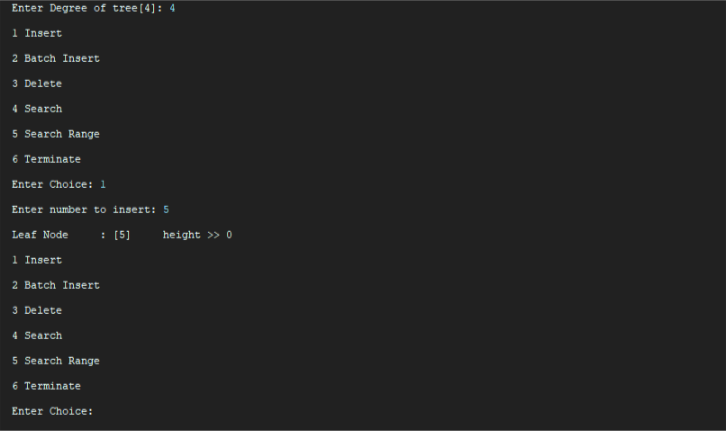 Enter Degree of tree[4]: 4
1 Insert
2 Batch Insert
3 Delete
4 Search
5 Search Range
6 Terminate
Enter Choice: 1
Enter number to insert: 5
Leaf Node     : [5]     height >> 0
1 Insert
2 Batch Insert
3 Delete
4 Search
5 Search Range
6 Terminate
Enter Choice: